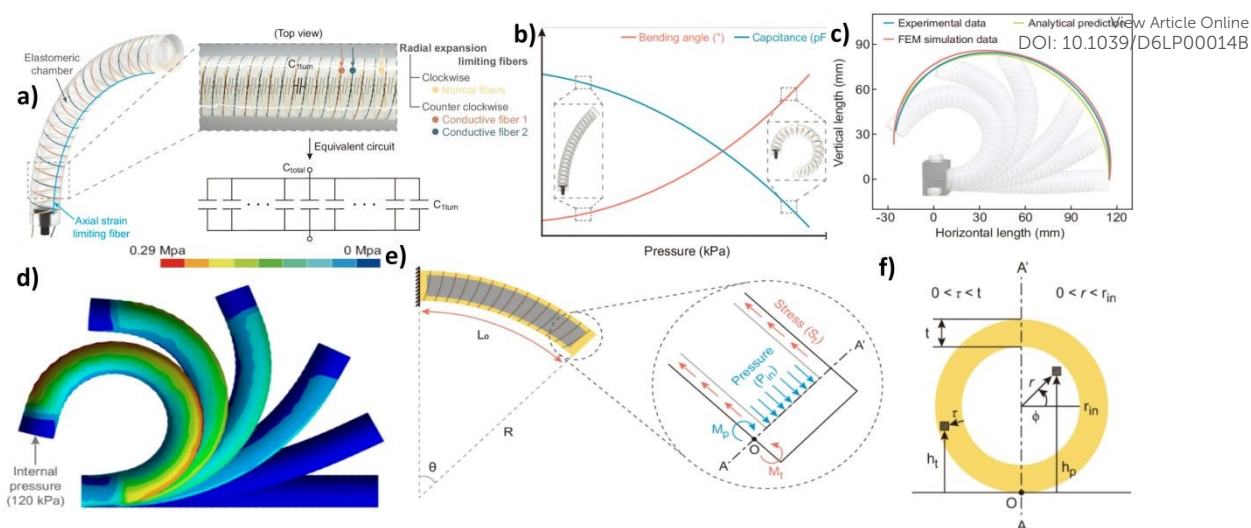 View Article Online
DOI: 10.1039/D6LP00014B
a)
Elastomeric
chamber
Axial strain
limiting fiber
(Top view)
C1turn
Radial expansion
limiting fibers
Clockwise
Normal fibers
Counter clockwise
Conductive fiber 1
Conductive fiber 2
Equivalent circuit
Ctotal
C1turn
b)
Bending angle (°)
Capcitance (pF
Pressure (kPa)
c)
Experimental data
Analytical prediction
FEM simulation data
Vertical length (mm)
90
60
30
0
-30
0
30
60
90
120
Horizontal length (mm)
0.29 Mpa
0 Mpa
d)
Internal
pressure
(120 kPa)
e)
Lo
R
θ
Stress (St)
A'
Pressure
(Pin)
Mp
O
Mt
A'
f)
A'
0 < τ < t
0 < r < rin
t
r
rin
τ
ϕ
ht
hp
O
A